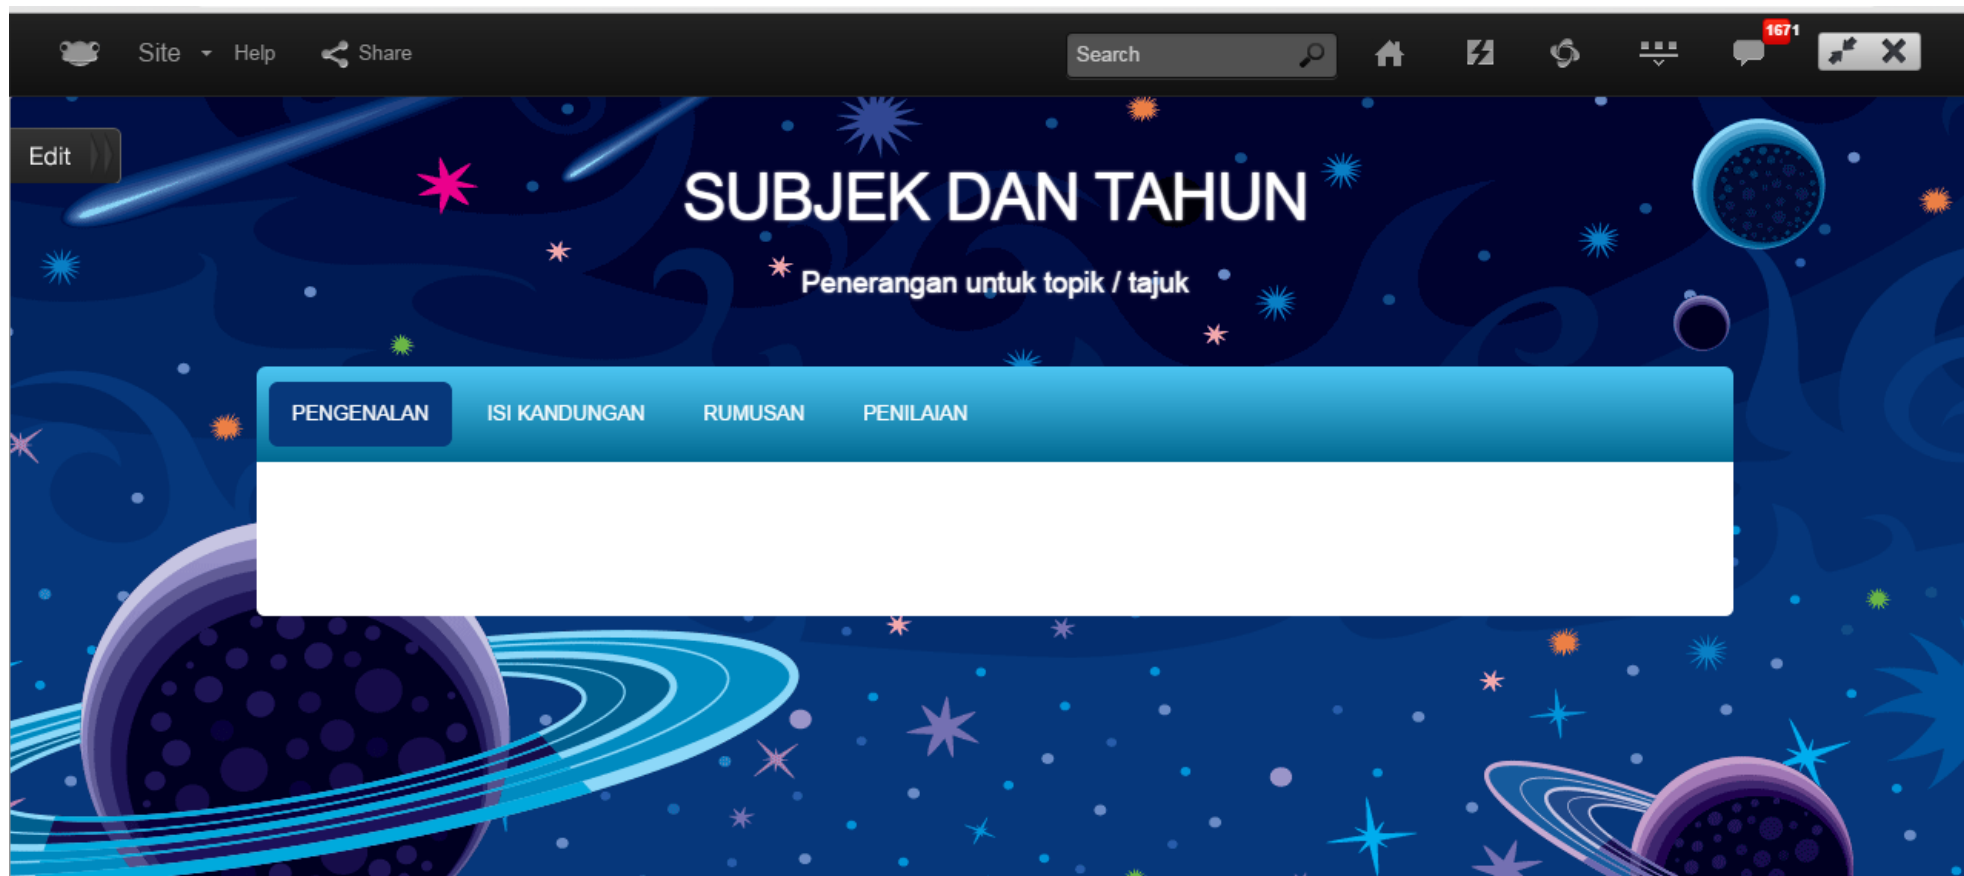 Site Help Share Search 1671
Edit
SUBJEK DAN TAHUN
Penerangan untuk topik / tajuk
PENGENALAN ISI KANDUNGAN RUMUSAN PENILAIAN